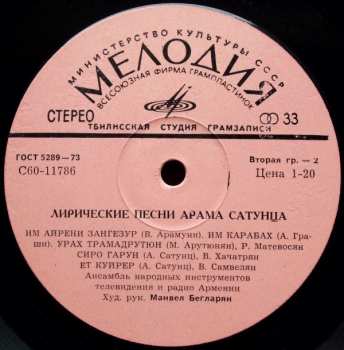 МИНИСТЕРСТВО КУЛЬТУРЫ СССР
МЕЛОДИЯ
ВСЕСОЮЗНАЯ ФИРМА ГРАМПЛАСТИНОК
СТЕРЕО
33
ТБИЛИССКАЯ СТУДИЯ ГРАМЗАПИСИ
ГОСТ 5289—73
Вторая гр. — 2
С60-11786
Цена 1-20
ЛИРИЧЕСКИЕ ПЕСНИ АРАМА САТУНЦА
ИМ АЙРЕНИ ЗАНГЕЗУР (В. Арамуни). ИМ КАРАБАХ (А. Гра-
ши). УРАХ ТРАМАДРУТЮН (М. Арутюнян), Р. Матевосян
СИРО ГАРУН (А. Сатунц), В. Хачатрян
ЕТ КУЙРЕР (А. Сатунц), В. Самвелян
Ансамбль народных инструментов
телевидения и радио Армении
Худ. рук. Манвел Бегларян